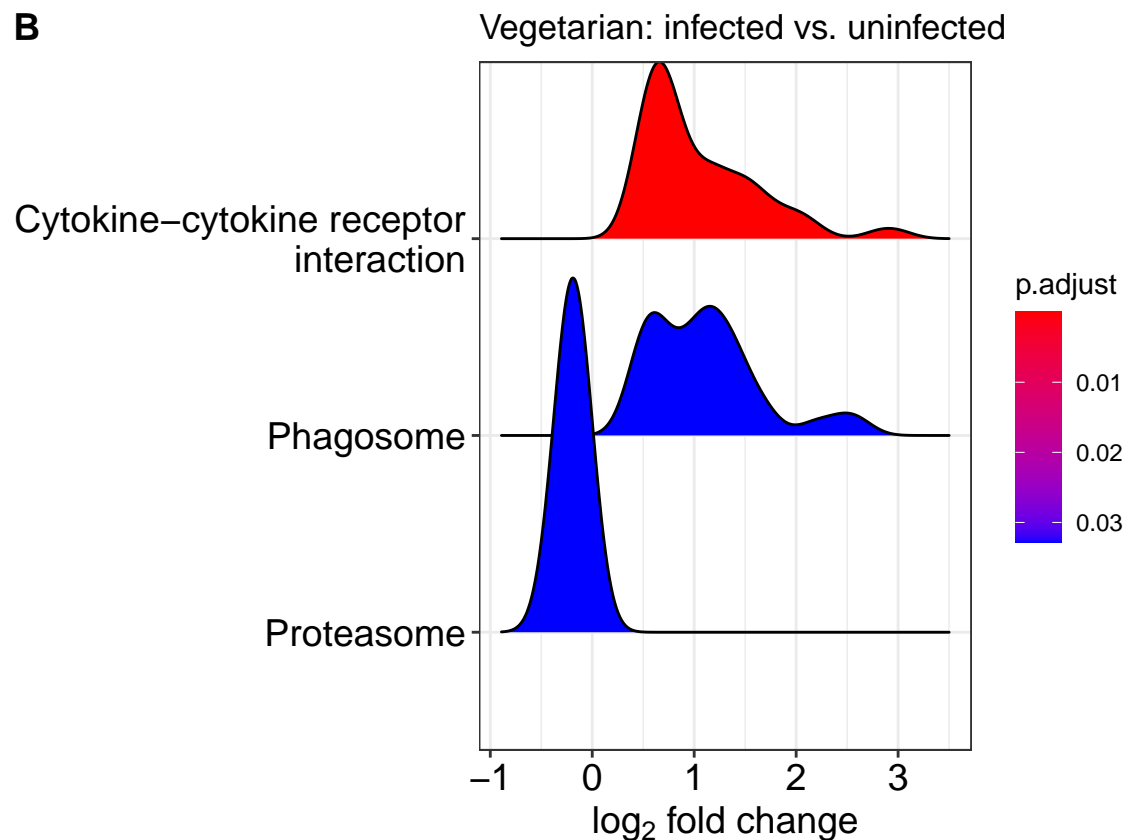 B
Vegetarian: infected vs. uninfected
Cytokine−cytokine receptor
interaction
Phagosome
Proteasome
−1 0 1 2 3
log₂ fold change
p.adjust
0.01
0.02
0.03